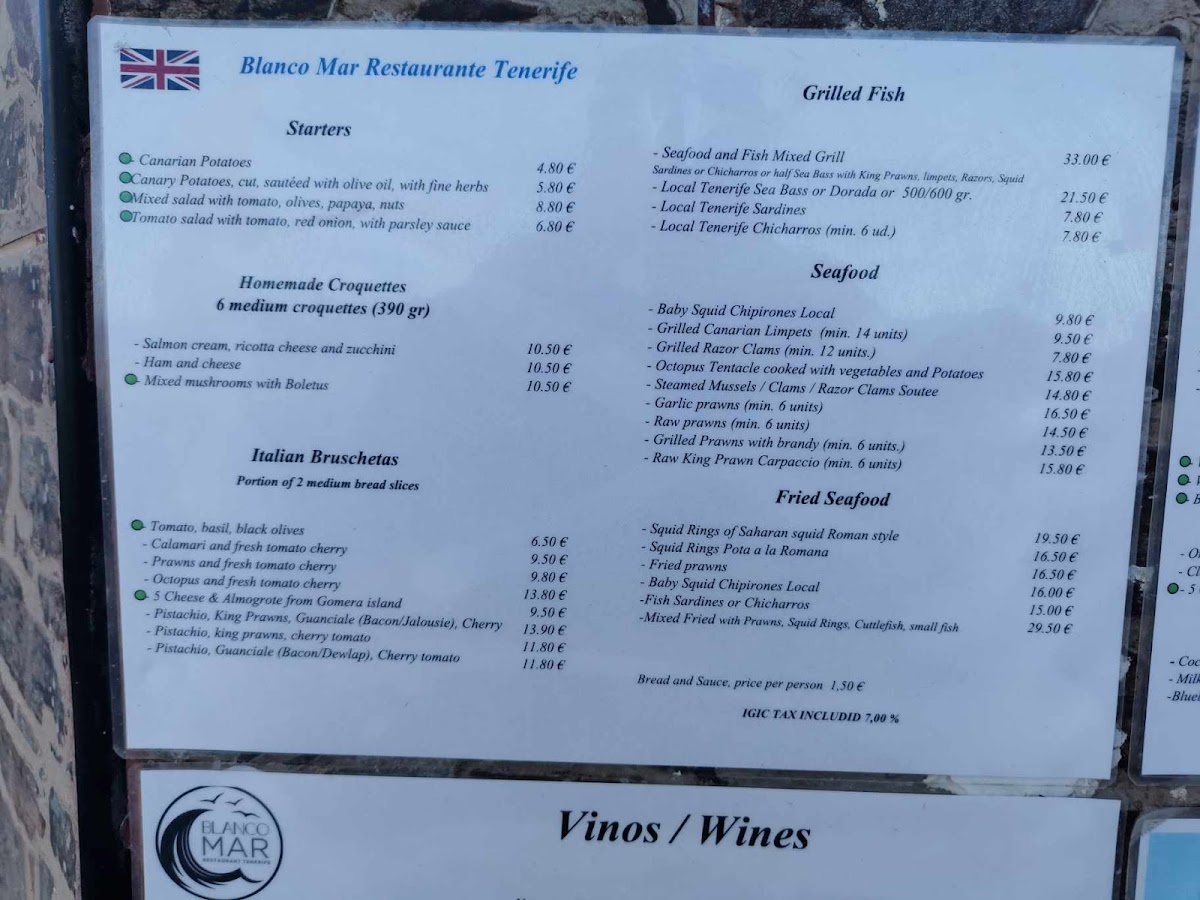 Blanco Mar Restaurante Tenerife
Starters
- Canarian Potatoes 4.80 €
Canary Potatoes, cut, sautéed with olive oil, with fine herbs 5.80 €
Mixed salad with tomato, olives, papaya, nuts 8.80 €
Tomato salad with tomato, red onion, with parsley sauce 6.80 €
Homemade Croquettes
6 medium croquettes (390 gr)
- Salmon cream, ricotta cheese and zucchini 10.50 €
- Ham and cheese 10.50 €
- Mixed mushrooms with Boletus 10.50 €
Italian Bruschetas
Portion of 2 medium bread slices
- Tomato, basil, black olives 6.50 €
- Calamari and fresh tomato cherry 9.50 €
- Prawns and fresh tomato cherry 9.80 €
- Octopus and fresh tomato cherry 13.80 €
- 5 Cheese & Almogrote from Gomera island 9.50 €
- Pistachio, King Prawns, Guanciale (Bacon/Jalousie), Cherry 13.90 €
- Pistachio, king prawns, cherry tomato 11.80 €
- Pistachio, Guanciale (Bacon/Dewlap), Cherry tomato 11.80 €
Grilled Fish
- Seafood and Fish Mixed Grill 33.00 €
Sardines or Chicharros or half Sea Bass with King Prawns, limpets, Razors, Squid
- Local Tenerife Sea Bass or Dorada or 500/600 gr. 21.50 €
- Local Tenerife Sardines 7.80 €
- Local Tenerife Chicharros (min. 6 ud.) 7.80 €
Seafood
- Baby Squid Chipirones Local 9.80 €
- Grilled Canarian Limpets (min. 14 units) 9.50 €
- Grilled Razor Clams (min. 12 units.) 7.80 €
- Octopus Tentacle cooked with vegetables and Potatoes 15.80 €
- Steamed Mussels / Clams / Razor Clams Soutee 14.80 €
- Garlic prawns (min. 6 units) 16.50 €
- Raw prawns (min. 6 units) 14.50 €
- Grilled Prawns with brandy (min. 6 units.) 13.50 €
- Raw King Prawn Carpaccio (min. 6 units) 15.80 €
Fried Seafood
- Squid Rings of Saharan squid Roman style 19.50 €
- Squid Rings Pota a la Romana 16.50 €
- Fried prawns 16.50 €
- Baby Squid Chipirones Local 16.00 €
-Fish Sardines or Chicharros 15.00 €
-Mixed Fried with Prawns, Squid Rings, Cuttlefish, small fish 29.50 €
Bread and Sauce, price per person 1,50 €
IGIC TAX INCLUDID 7,00 %
BLANCO
MAR
RESTAURANT TENERIFE
Vinos / Wines